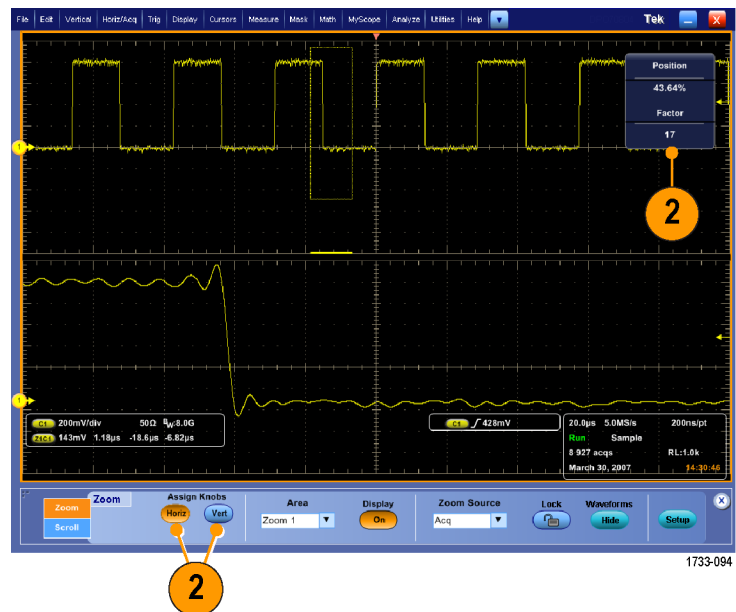 File Edit Vertical Horiz/Acq Trig Display Cursors Measure Mask Math MyScope Analyze Utilities Help Tek X
Position
43.64%
Factor
17
2
1
1
C1 200mV/div 50Ω BW:8.0G
Z1C1 143mV 1.18µs -18.6µs -6.82µs
C1 428mV
20.0µs 5.0MS/s 200ns/pt
Run Sample
8 927 acqs RL:1.0k
March 30, 2007 14:30:46
Zoom
Scroll
Zoom
Assign Knobs
Horiz Vert
Area
Zoom 1
Display
On
Zoom Source
Acq
Lock
Waveforms
Hide
Setup
X
2
1733-094